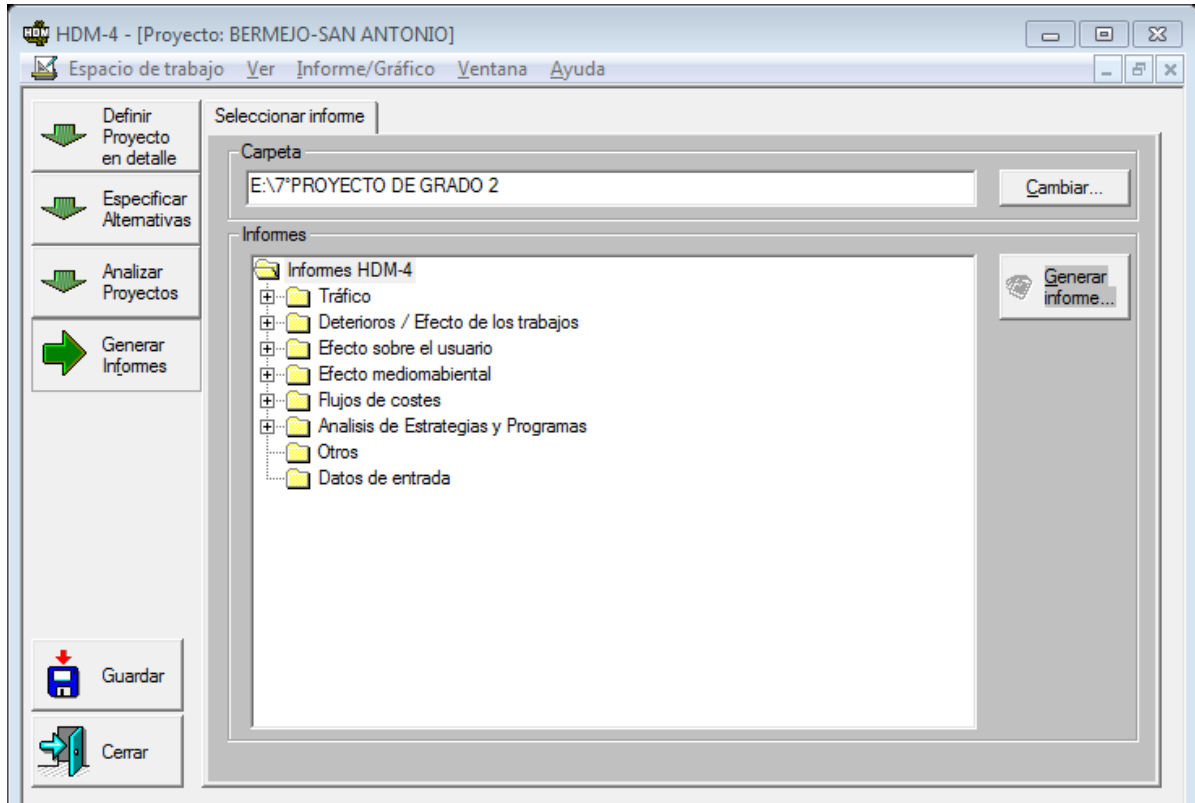 HDM-4 - [Proyecto: BERMEJO-SAN ANTONIO]
Espacio de trabajo Ver Informe/Gráfico Ventana Ayuda
Definir
Proyecto
en detalle
Especificar
Alternativas
Analizar
Proyectos
Generar
Informes
Guardar
Cerrar
Seleccionar informe
Carpeta
E:\7°PROYECTO DE GRADO 2
Cambiar...
Informes
Informes HDM-4
Tráfico
Deterioros / Efecto de los trabajos
Efecto sobre el usuario
Efecto mediomabiental
Flujos de costes
Analisis de Estrategias y Programas
Otros
Datos de entrada
Generar
informe...